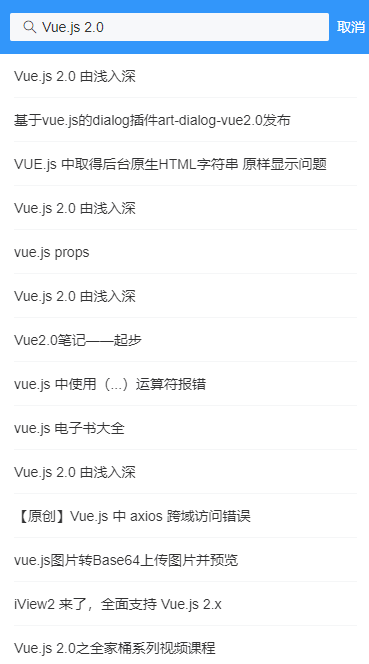 Vue.js 2.0
取消
Vue.js 2.0 由浅入深
基于vue.js的dialog插件art-dialog-vue2.0发布
VUE.js 中取得后台原生HTML字符串 原样显示问题
Vue.js 2.0 由浅入深
vue.js props
Vue.js 2.0 由浅入深
Vue2.0笔记——起步
vue.js 中使用（...）运算符报错
vue.js 电子书大全
Vue.js 2.0 由浅入深
【原创】Vue.js 中 axios 跨域访问错误
vue.js图片转Base64上传图片并预览
iView2 来了，全面支持 Vue.js 2.x
Vue.js 2.0之全家桶系列视频课程